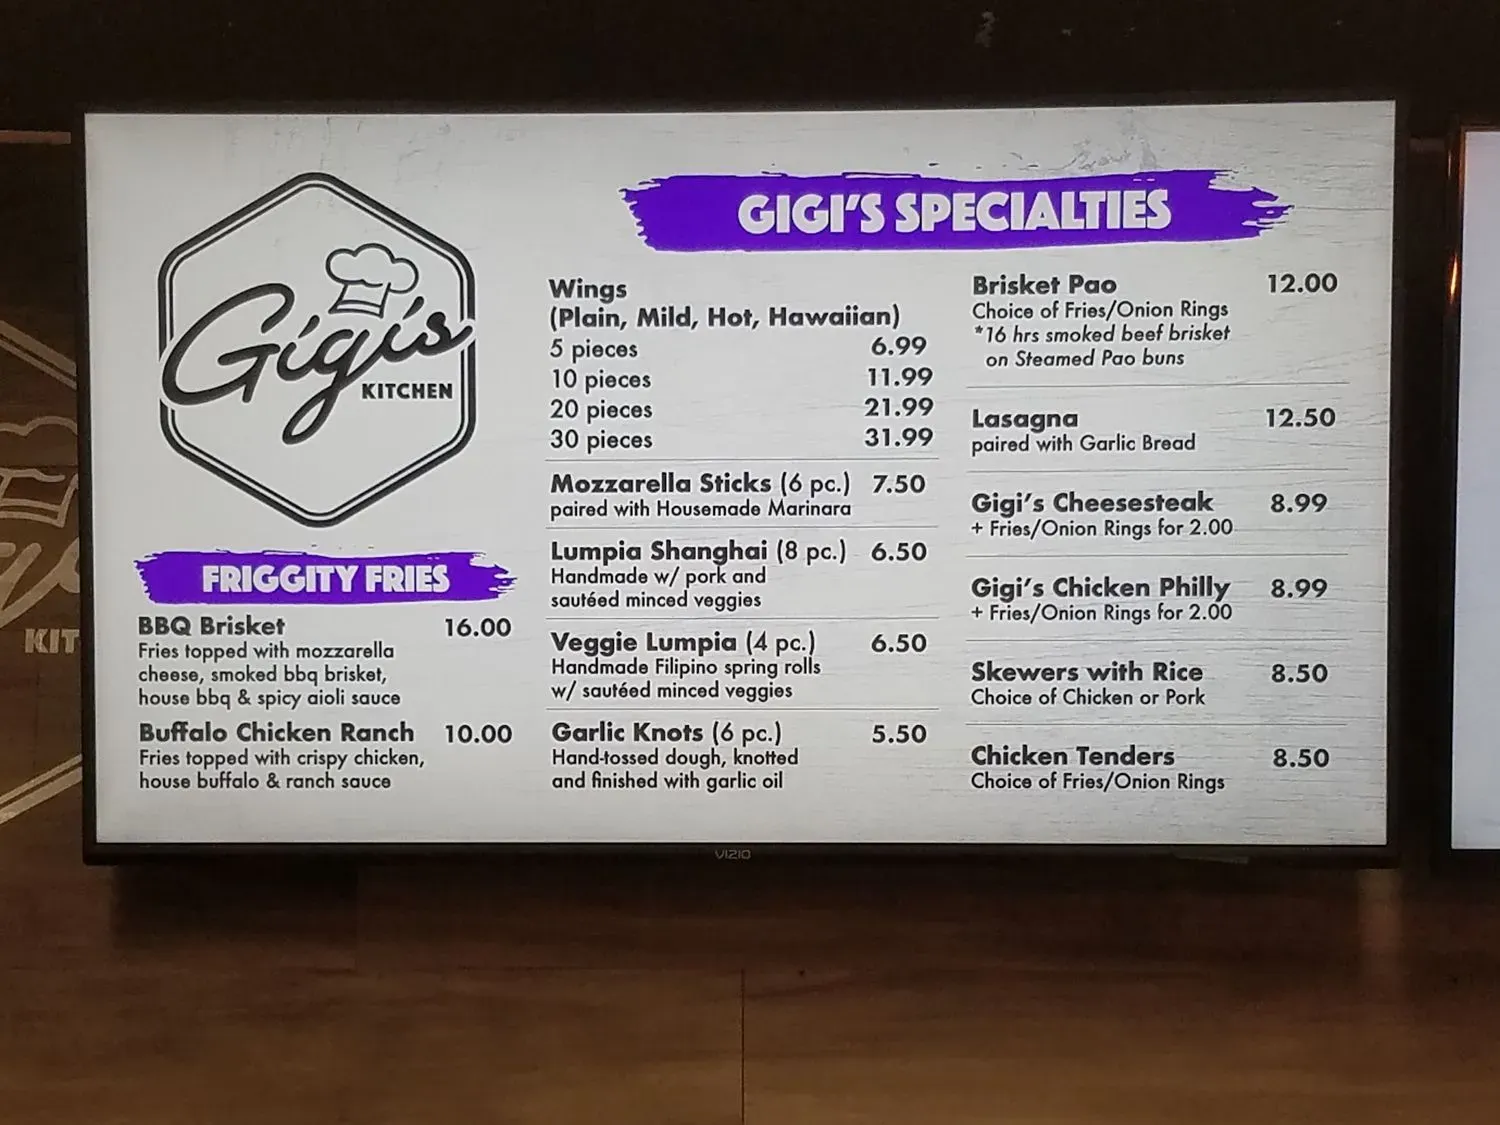 Gigi's
KITCHEN
FRIGGITY FRIES
BBQ Brisket 16.00
Fries topped with mozzarella
cheese, smoked bbq brisket,
house bbq & spicy aioli sauce
Buffalo Chicken Ranch 10.00
Fries topped with crispy chicken,
house buffalo & ranch sauce
GIGI'S SPECIALTIES
Wings
(Plain, Mild, Hot, Hawaiian)
5 pieces 6.99
10 pieces 11.99
20 pieces 21.99
30 pieces 31.99
Mozzarella Sticks (6 pc.) 7.50
paired with Housemade Marinara
Lumpia Shanghai (8 pc.) 6.50
Handmade w/ pork and
sautéed minced veggies
Veggie Lumpia (4 pc.) 6.50
Handmade Filipino spring rolls
w/ sautéed minced veggies
Garlic Knots (6 pc.) 5.50
Hand-tossed dough, knotted
and finished with garlic oil
Brisket Pao 12.00
Choice of Fries/Onion Rings
*16 hrs smoked beef brisket
on Steamed Pao buns
Lasagna 12.50
paired with Garlic Bread
Gigi's Cheesesteak 8.99
+ Fries/Onion Rings for 2.00
Gigi's Chicken Philly 8.99
+ Fries/Onion Rings for 2.00
Skewers with Rice 8.50
Choice of Chicken or Pork
Chicken Tenders 8.50
Choice of Fries/Onion Rings
VIZIO
KIT